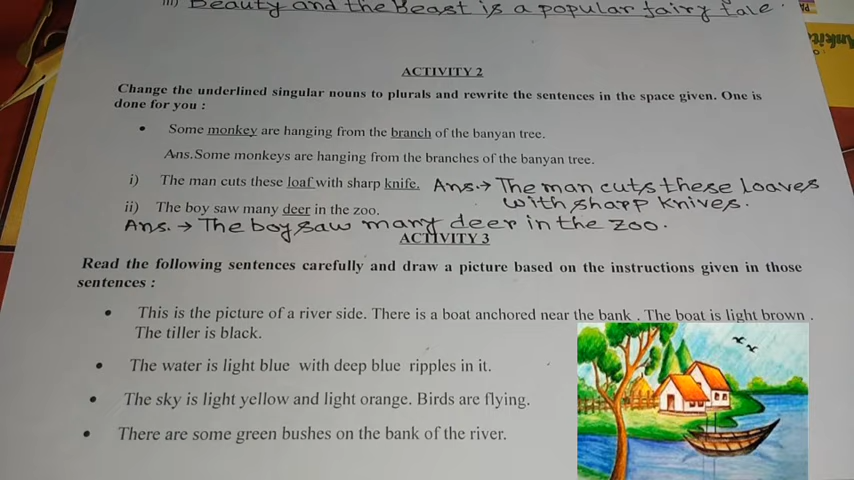 iii) Beauty and the Beast is a popular fairy tale.
ACTIVITY 2
Change the underlined singular nouns to plurals and rewrite the sentences in the space given. One is
done for you :
• Some monkey are hanging from the branch of the banyan tree.
Ans.Some monkeys are hanging from the branches of the banyan tree.
i) The man cuts these loaf with sharp knife. Ans.→ The man cuts these loaves
with sharp knives.
ii) The boy saw many deer in the zoo.
Ans. → The boy saw many deer in the zoo.
ACTIVITY 3
Read the following sentences carefully and draw a picture based on the instructions given in those
sentences :
• This is the picture of a river side. There is a boat anchored near the bank . The boat is light brown .
The tiller is black.
• The water is light blue with deep blue ripples in it.
• The sky is light yellow and light orange. Birds are flying.
• There are some green bushes on the bank of the river.